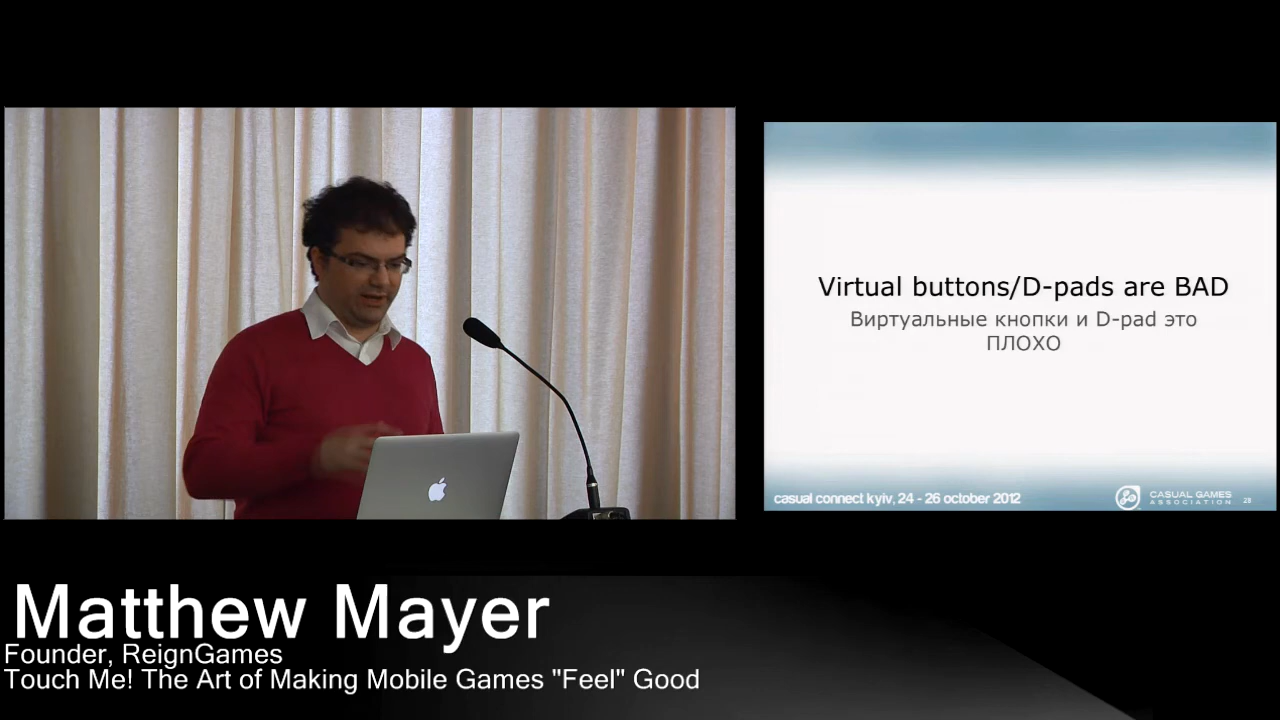 Virtual buttons/D-pads are BAD
Виртуальные кнопки и D-pad это
ПЛОХО
casual connect kyiv, 24 - 26 october 2012
CASUAL GAMES
ASSOCIATION
28
Matthew Mayer
Founder, ReignGames
Touch Me! The Art of Making Mobile Games "Feel" Good